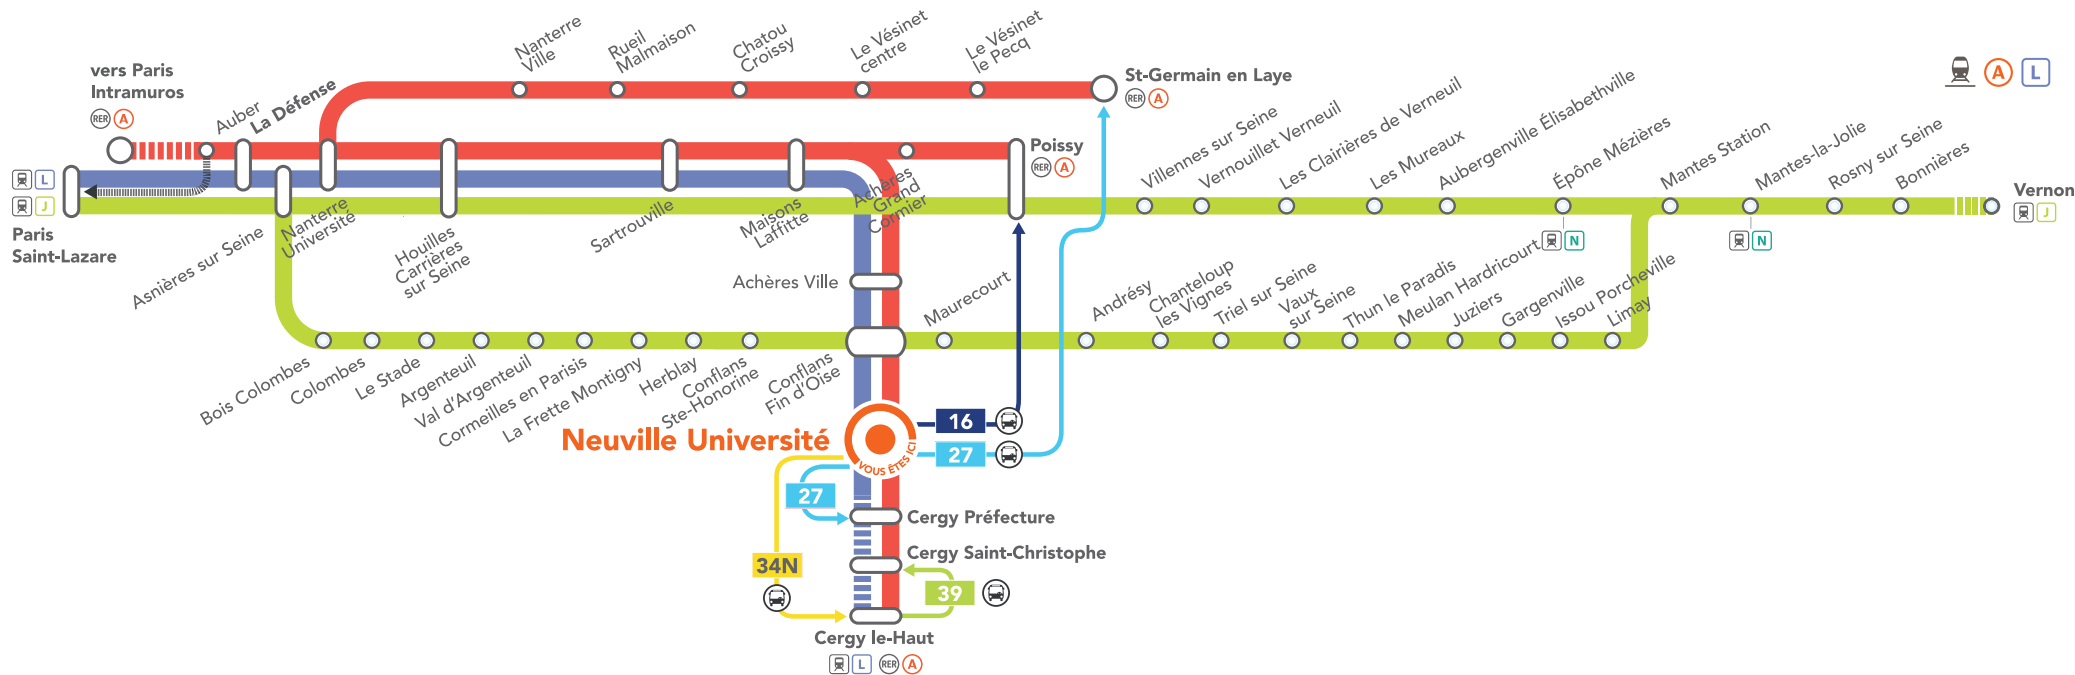 vers Paris
Intramuros
RER A
Auber
La Défense
Nanterre
Ville
Rueil
Malmaison
Chatou
Croissy
Le Vésinet
centre
Le Vésinet
le Pecq
St-Germain en Laye
RER A
A L
L
J
Paris
Saint-Lazare
Asnières sur Seine
Nanterre
Université
Houilles
Carrières
sur Seine
Sartrouville
Maisons
Laffitte
Achères
Grand
Cormier
Poissy
RER A
Villennes sur Seine
Vernouillet Verneuil
Les Clairières de Verneuil
Les Mureaux
Aubergenville Élisabethville
Épône Mézières
N
Mantes Station
Mantes-la-Jolie
N
Rosny sur Seine
Bonnières
Vernon
J
Achères Ville
Bois Colombes
Colombes
Le Stade
Argenteuil
Val d'Argenteuil
Cormeilles en Parisis
La Frette Montigny
Herblay
Conflans
Ste-Honorine
Conflans
Fin d'Oise
Maurecourt
Andrésy
Chanteloup
les Vignes
Triel sur Seine
Vaux
sur Seine
Thun le Paradis
Meulan Hardricourt
Juziers
Gargenville
Issou Porcheville
Limay
Neuville Université
VOUS ÊTES ICI
16
27
27
34N
Cergy Préfecture
Cergy Saint-Christophe
39
Cergy le-Haut
L RER A